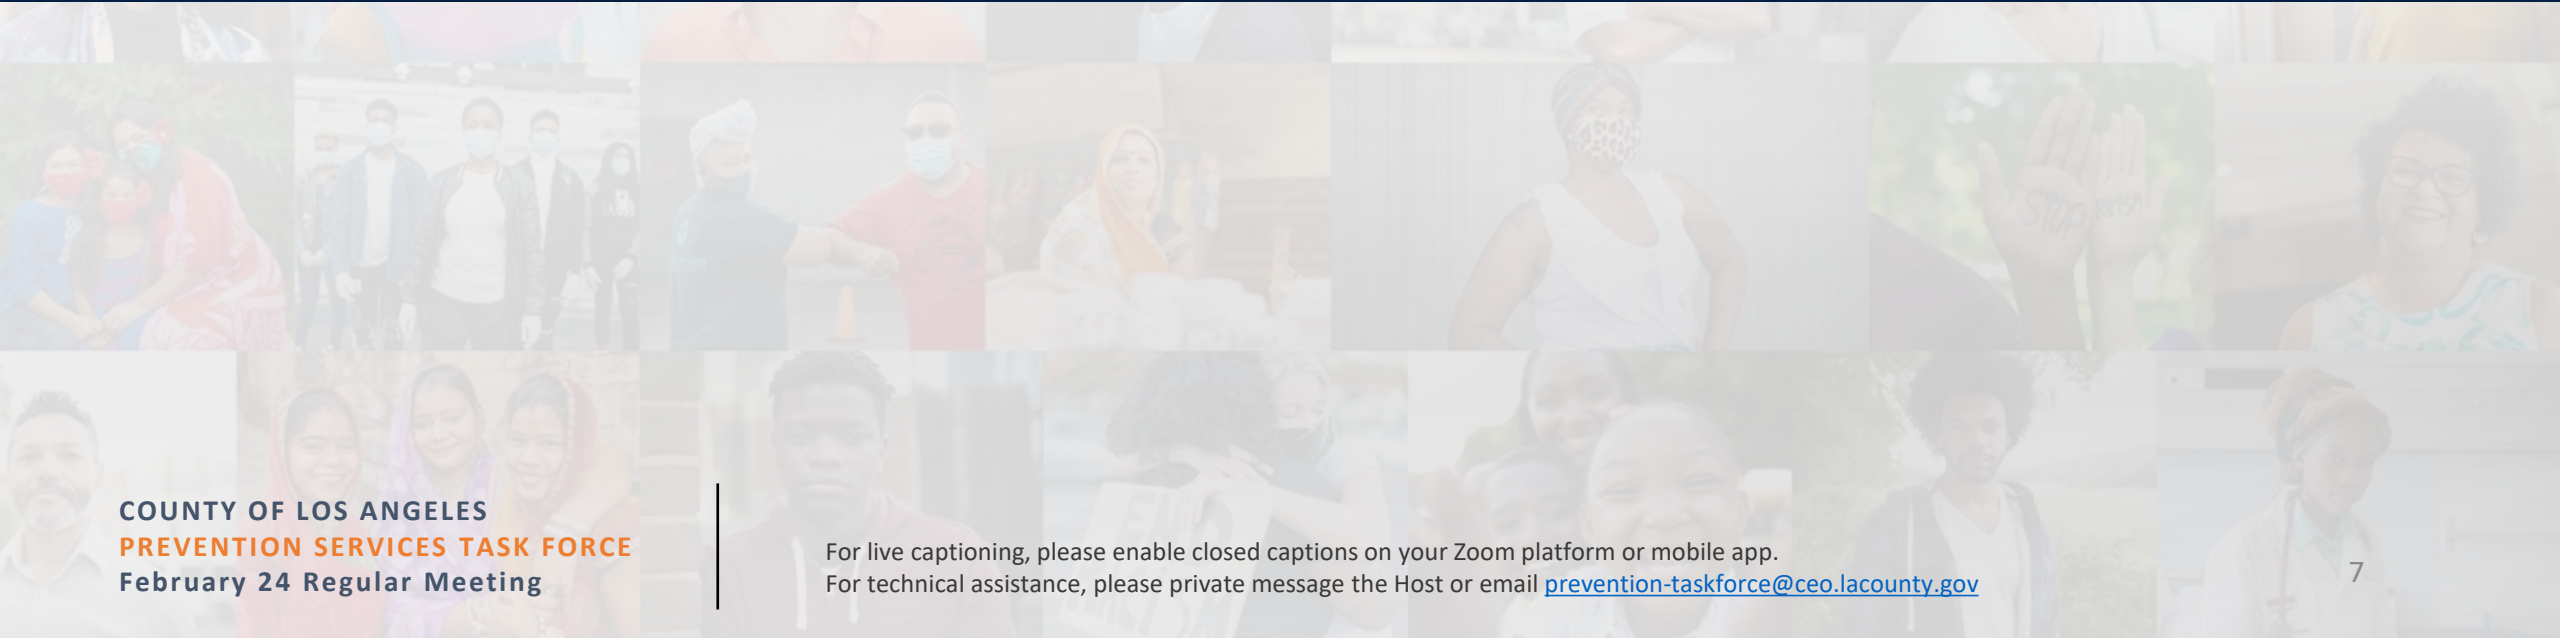 STOP racism
COUNTY OF LOS ANGELES
PREVENTION SERVICES TASK FORCE
February 24 Regular Meeting
For live captioning, please enable closed captions on your Zoom platform or mobile app.
For technical assistance, please private message the Host or email prevention-taskforce@ceo.lacounty.gov
7